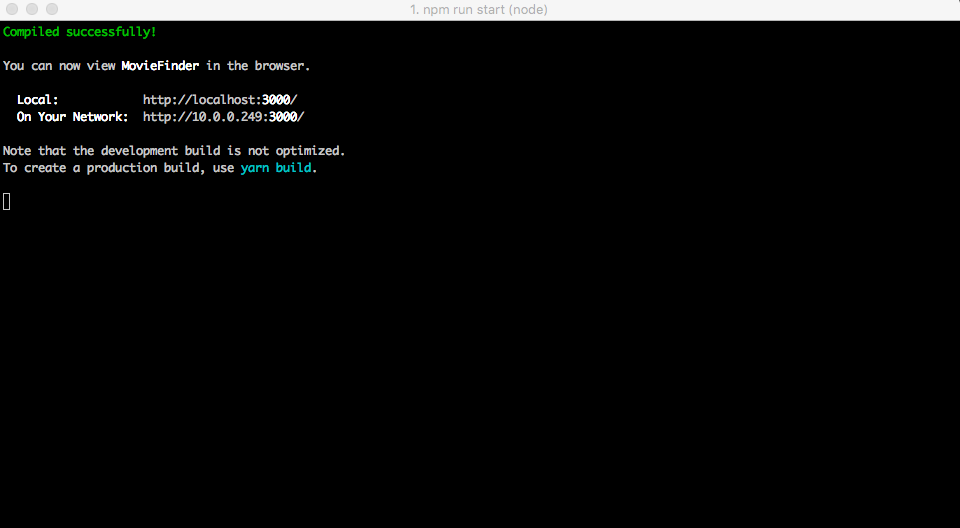 1. npm run start (node)
Compiled successfully!
You can now view MovieFinder in the browser.
Local: http://localhost:3000/
On Your Network: http://10.0.0.249:3000/
Note that the development build is not optimized.
To create a production build, use yarn build.